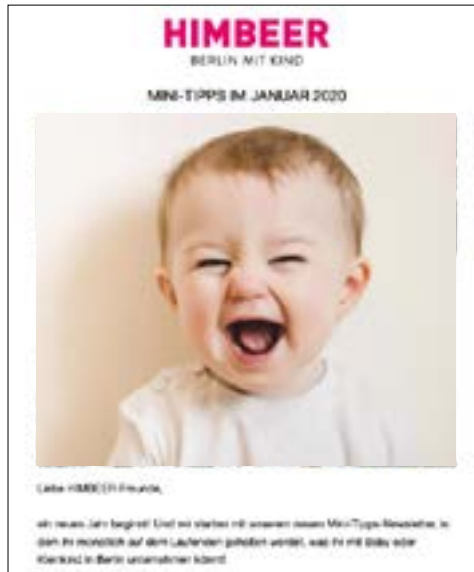 HIMBEER
BERLIN MIT KIND
MINI-TIPPS IM JANUAR 2020
Liebe HIMBEER-Freunde,
ein neues Jahr beginnt! Und wir starten mit unserem neuen Mini-Tipps-Newsletter, in
dem ihr monatlich auf dem Laufenden gehalten werdet, was ihr mit Baby oder
Kleinkind in Berlin unternehmen könnt!